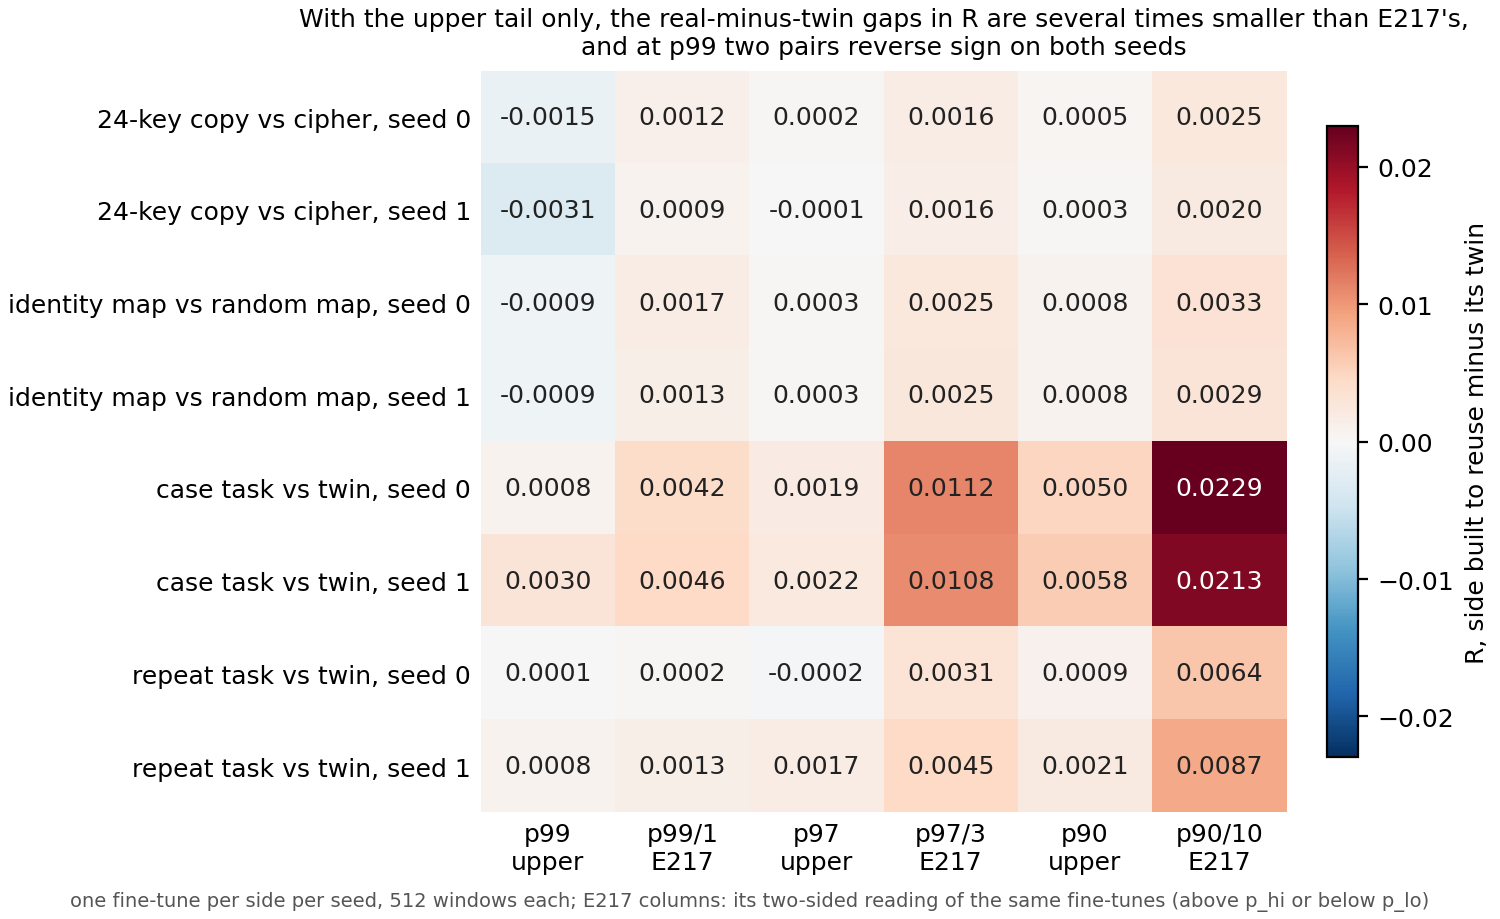 With the upper tail only, the real-minus-twin gaps in R are several times smaller than E217's,
and at p99 two pairs reverse sign on both seeds
24-key copy vs cipher, seed 0 -0.0015 0.0012 0.0002 0.0016 0.0005 0.0025
24-key copy vs cipher, seed 1 -0.0031 0.0009 -0.0001 0.0016 0.0003 0.0020
identity map vs random map, seed 0 -0.0009 0.0017 0.0003 0.0025 0.0008 0.0033
identity map vs random map, seed 1 -0.0009 0.0013 0.0003 0.0025 0.0008 0.0029
case task vs twin, seed 0 0.0008 0.0042 0.0019 0.0112 0.0050 0.0229
case task vs twin, seed 1 0.0030 0.0046 0.0022 0.0108 0.0058 0.0213
repeat task vs twin, seed 0 0.0001 0.0002 -0.0002 0.0031 0.0009 0.0064
repeat task vs twin, seed 1 0.0008 0.0013 0.0017 0.0045 0.0021 0.0087
p99 p99/1 p97 p97/3 p90 p90/10
upper E217 upper E217 upper E217
0.02
0.01
0.00
−0.01
−0.02
R, side built to reuse minus its twin
one fine-tune per side per seed, 512 windows each; E217 columns: its two-sided reading of the same fine-tunes (above p_hi or below p_lo)